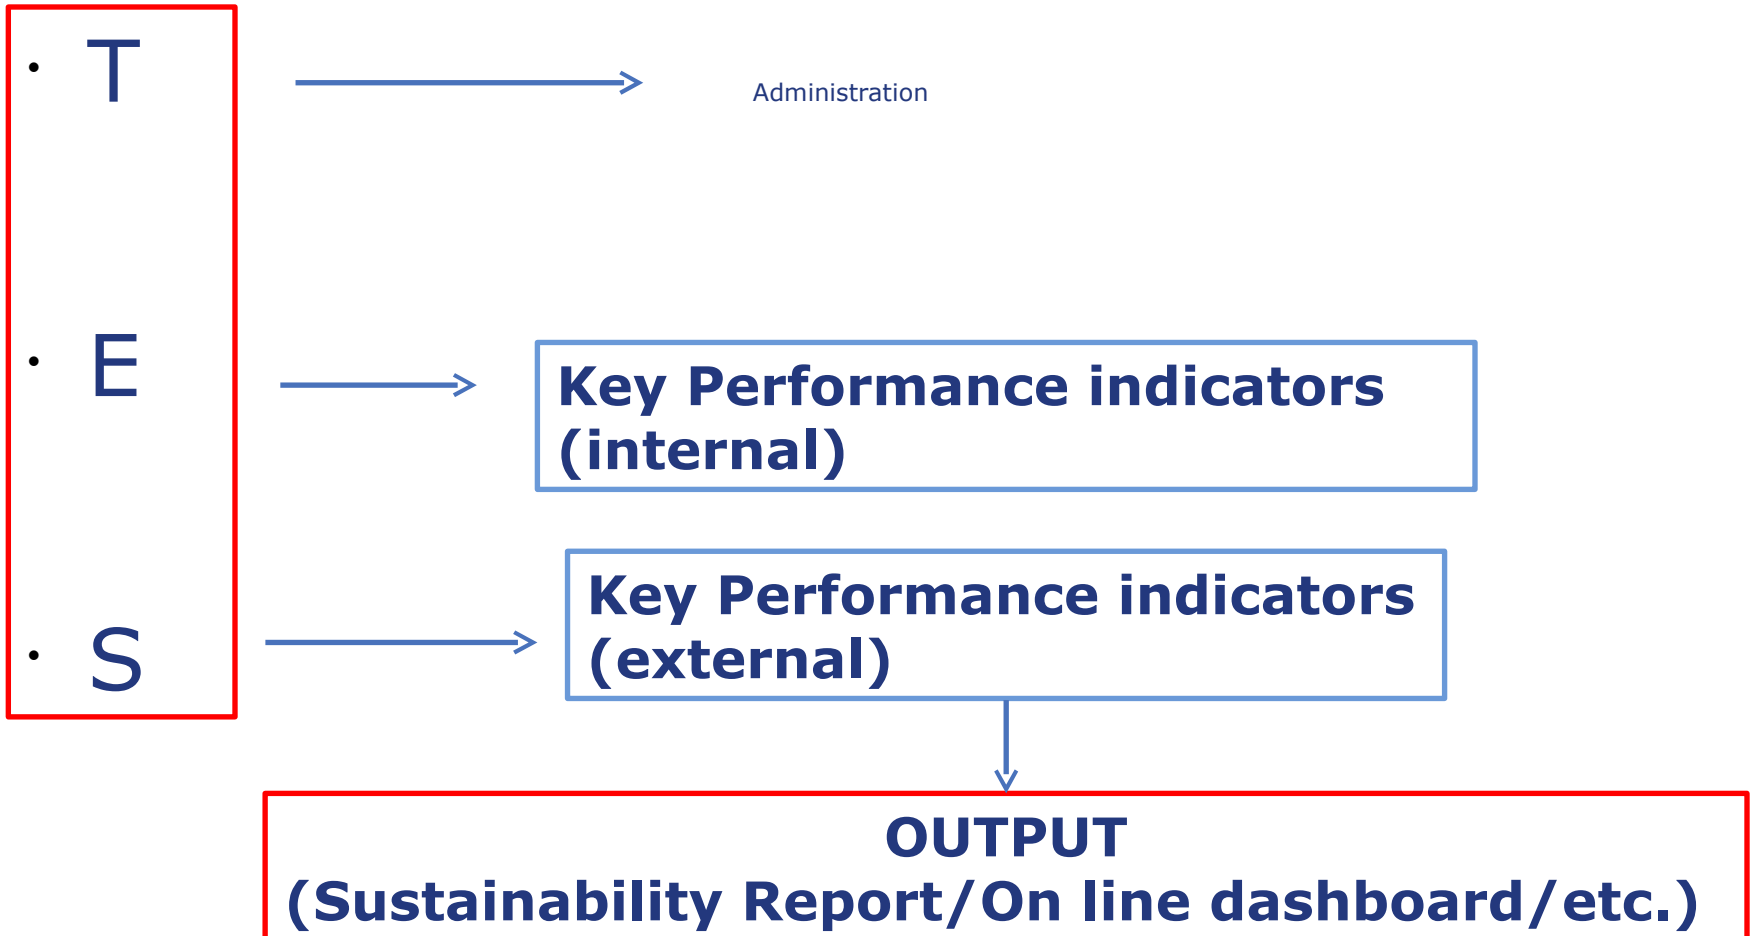 • T
Administration
• E
Key Performance indicators
(internal)
Key Performance indicators
(external)
• S
OUTPUT
(Sustainability Report/On line dashboard/etc.)